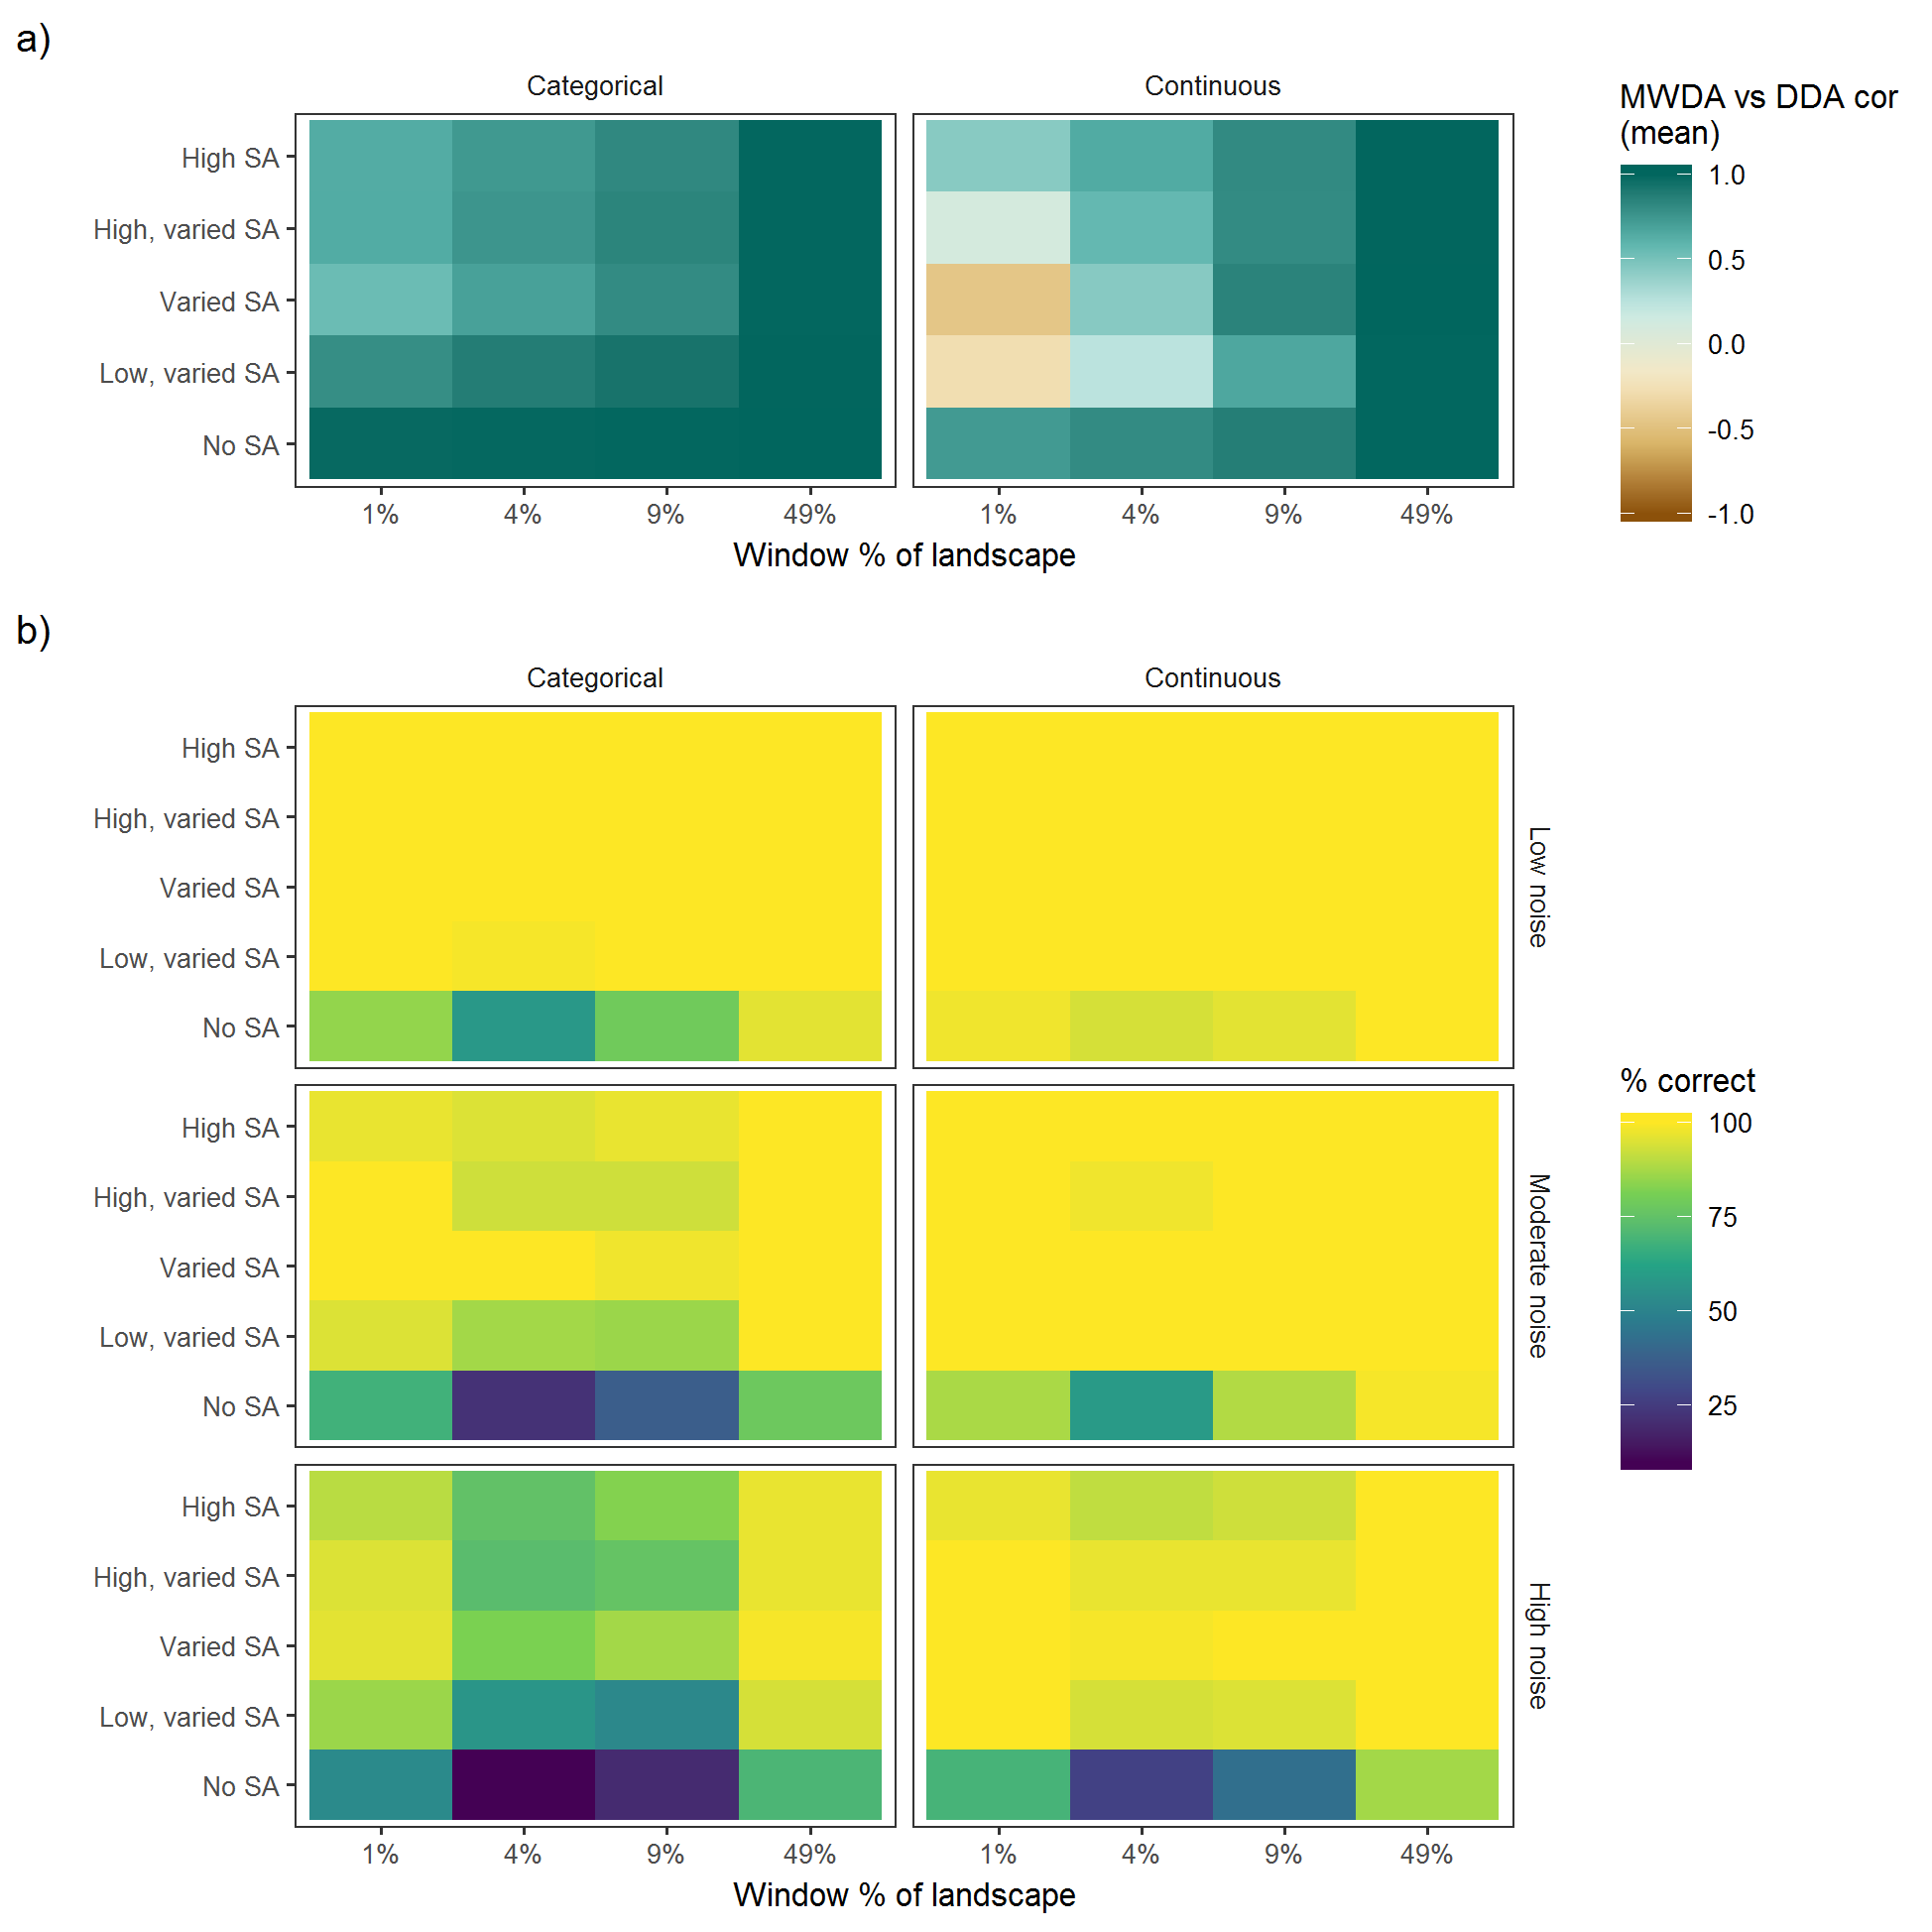 a)
Categorical
Continuous
High SA
High, varied SA
Varied SA
Low, varied SA
No SA
1%
4%
9%
49%
1%
4%
9%
49%
Window % of landscape
MWDA vs DDA cor
(mean)
1.0
0.5
0.0
-0.5
-1.0
b)
Categorical
Continuous
High SA
High, varied SA
Varied SA
Low, varied SA
No SA
Low noise
High SA
High, varied SA
Varied SA
Low, varied SA
No SA
Moderate noise
High SA
High, varied SA
Varied SA
Low, varied SA
No SA
High noise
1%
4%
9%
49%
1%
4%
9%
49%
Window % of landscape
% correct
100
75
50
25